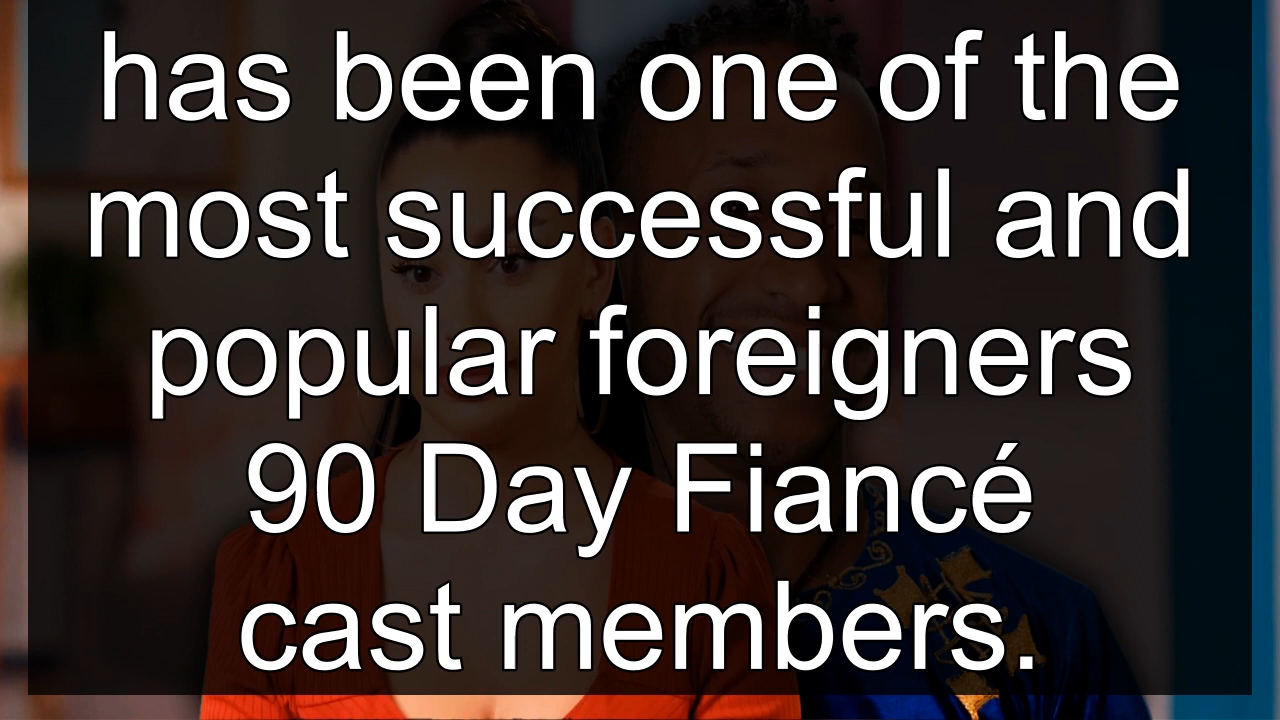 has been one of the
most successful and
popular foreigners
90 Day Fiancé
cast members.